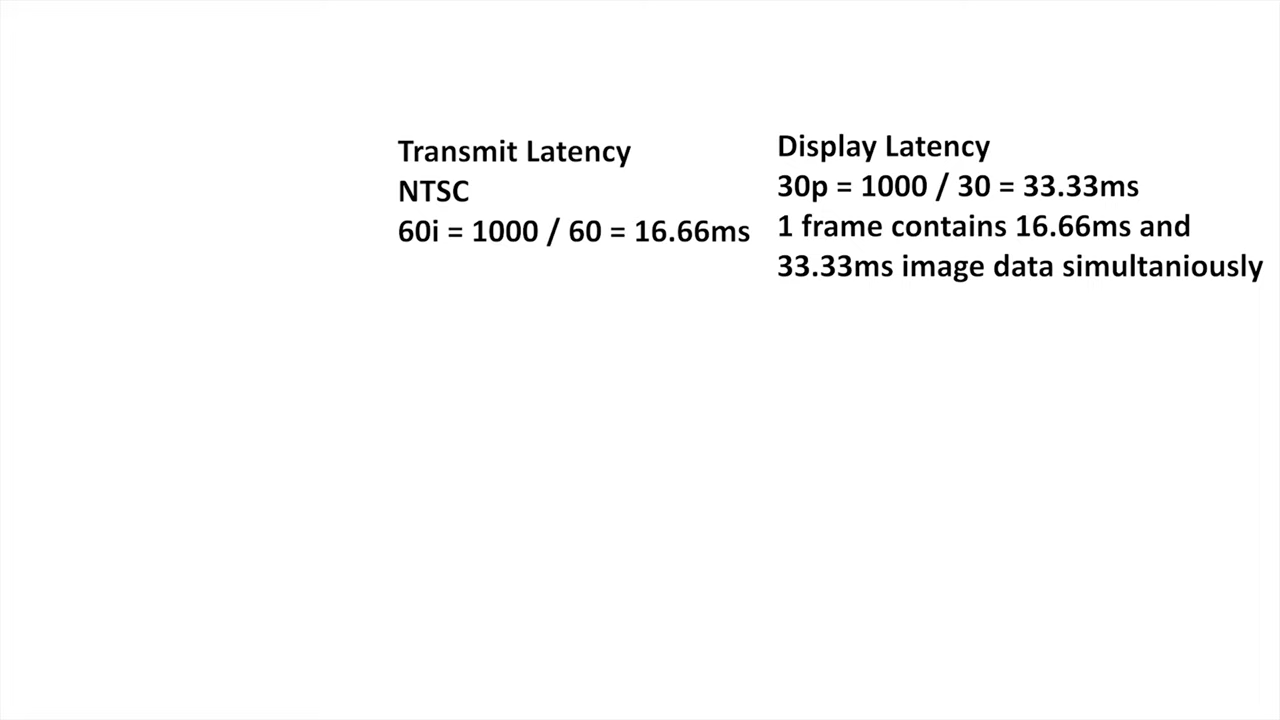 Transmit Latency
NTSC
60i = 1000 / 60 = 16.66ms
Display Latency
30p = 1000 / 30 = 33.33ms
1 frame contains 16.66ms and
33.33ms image data simultaniously